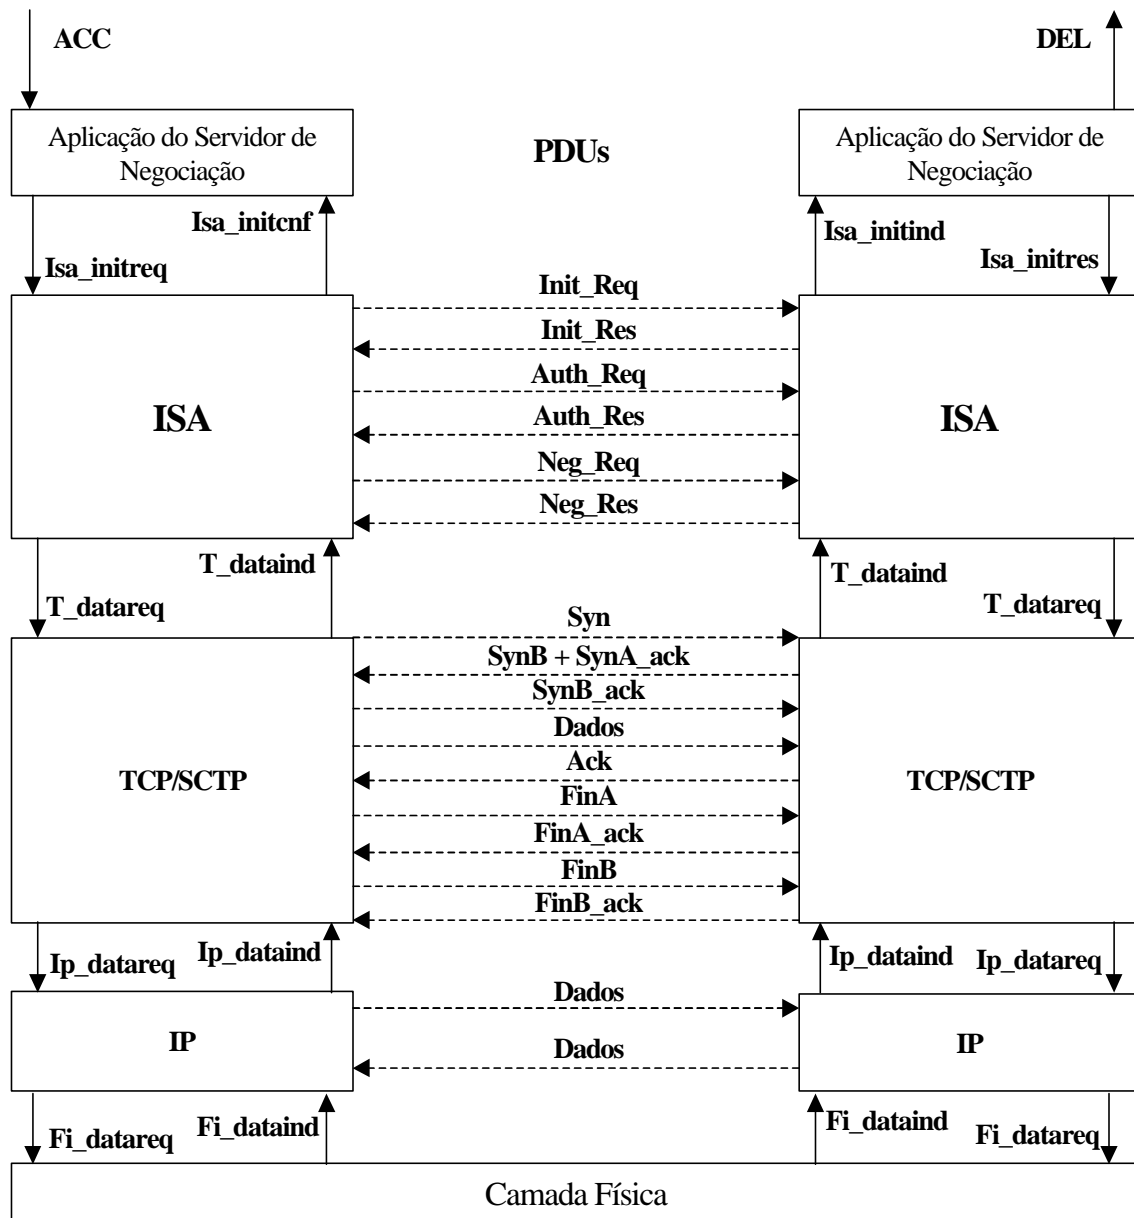 ACC
DEL
Aplicação do Servidor de
Negociação
PDUs
Aplicação do Servidor de
Negociação
Isa_initcnf
Isa_initind
Isa_initreq
Isa_initres
Init_Req
Init_Res
Auth_Req
ISA
Auth_Res
ISA
Neg_Req
Neg_Res
T_dataind
T_dataind
T_datareq
T_datareq
Syn
SynB + SynA_ack
SynB_ack
Dados
Ack
TCP/SCTP
TCP/SCTP
FinA
FinA_ack
FinB
FinB_ack
Ip_datareq
Ip_dataind
Ip_dataind
Ip_datareq
Dados
IP
Dados
IP
Fi_datareq
Fi_dataind
Fi_dataind
Fi_datareq
Camada Física